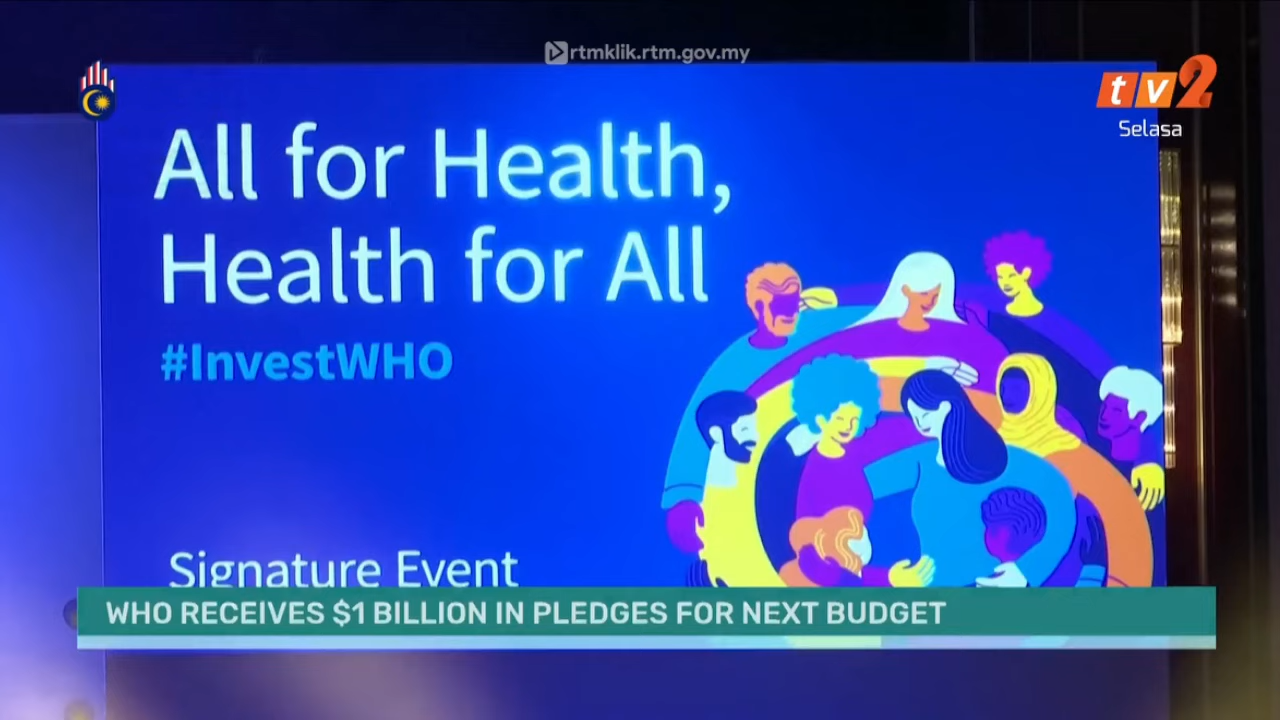 rtmklik.rtm.gov.my
tv2
Selasa
All for Health,
Health for All
#InvestWHO
Signature Event
WHO RECEIVES $1 BILLION IN PLEDGES FOR NEXT BUDGET